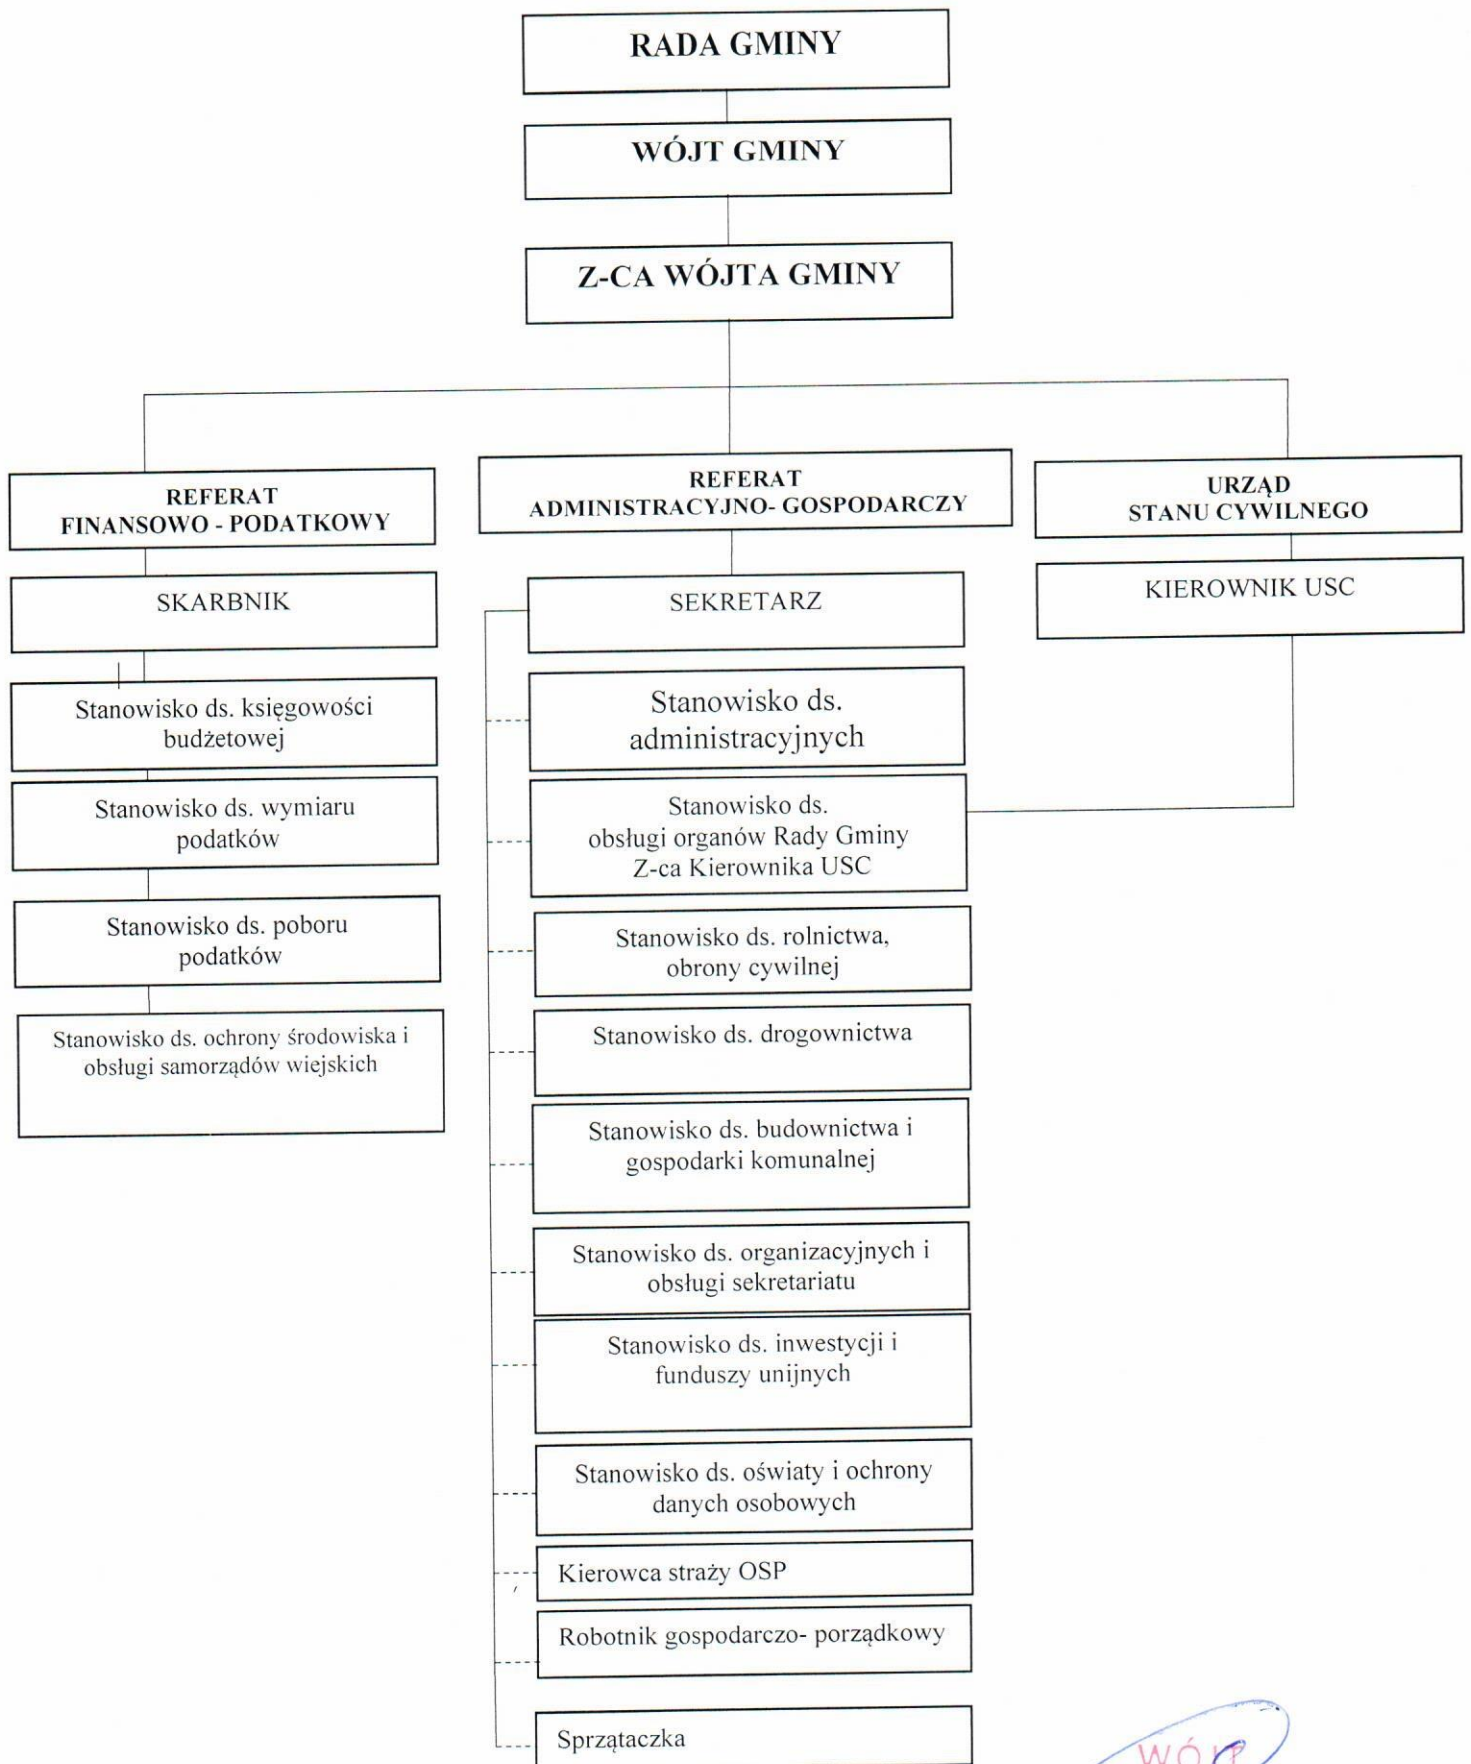 RADA GMINY
WÓJT GMINY
Z-CA WÓJTA GMINY
REFERAT
FINANSOWO - PODATKOWY
SKARBNIK
Stanowisko ds. księgowości
budżetowej
Stanowisko ds. wymiaru
podatków
Stanowisko ds. poboru
podatków
Stanowisko ds. ochrony środowiska i
obsługi samorządów wiejskich
REFERAT
ADMINISTRACYJNO- GOSPODARCZY
SEKRETARZ
Stanowisko ds.
administracyjnych
Stanowisko ds.
obsługi organów Rady Gminy
Z-ca Kierownika USC
Stanowisko ds. rolnictwa,
obrony cywilnej
Stanowisko ds. drogownictwa
Stanowisko ds. budownictwa i
gospodarki komunalnej
Stanowisko ds. organizacyjnych i
obsługi sekretariatu
Stanowisko ds. inwestycji i
funduszy unijnych
Stanowisko ds. oświaty i ochrony
danych osobowych
Kierowca straży OSP
Robotnik gospodarczo- porządkowy
Sprzątaczka
URZĄD
STANU CYWILNEGO
KIEROWNIK USC
WÓJT